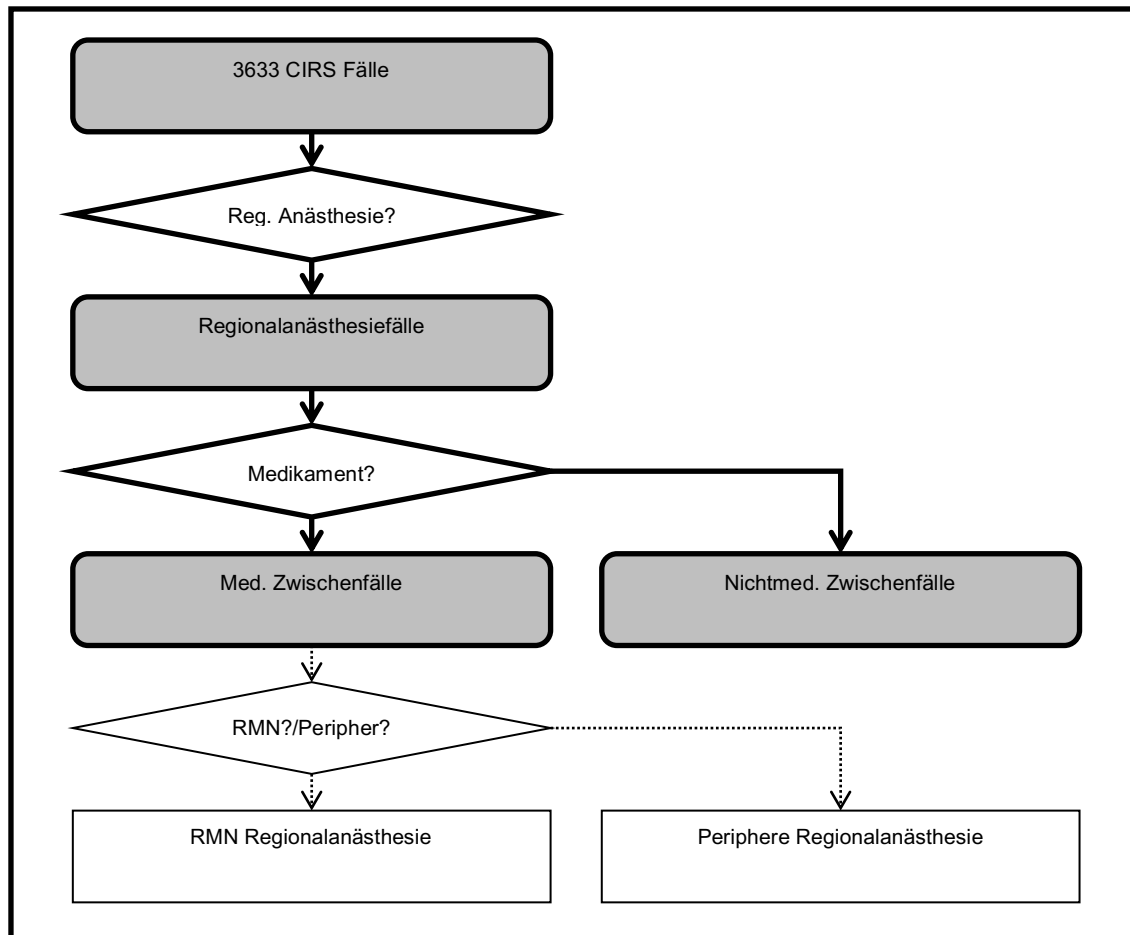 3633 CIRS Fälle
Reg. Anästhesie?
Regionalanästhesiefälle
Medikament?
Med. Zwischenfälle
Nichtmed. Zwischenfälle
RMN?/Peripher?
RMN Regionalanästhesie
Periphere Regionalanästhesie